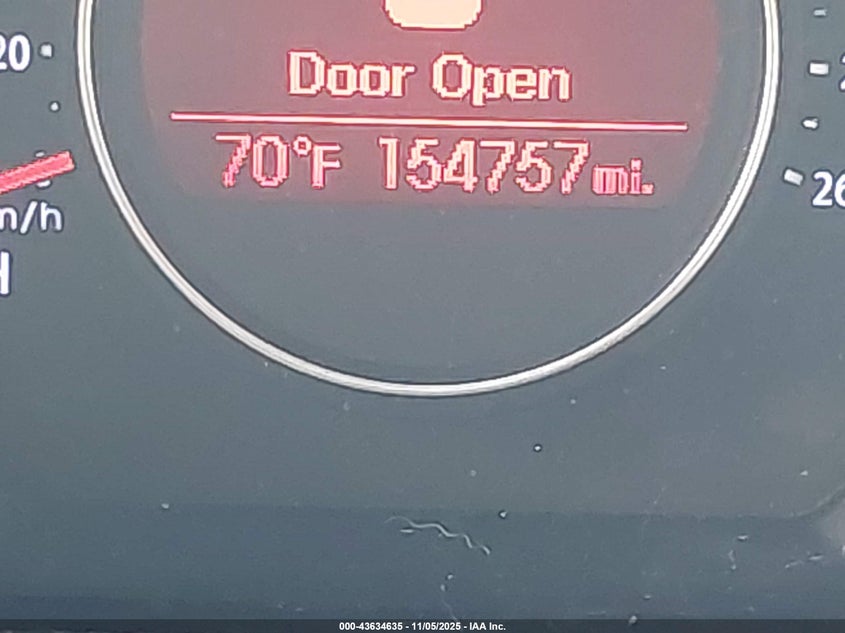 20
Door Open
70°F 154757mi.
m/h
26
000-43634635 - 11/05/2025 - IAA Inc.